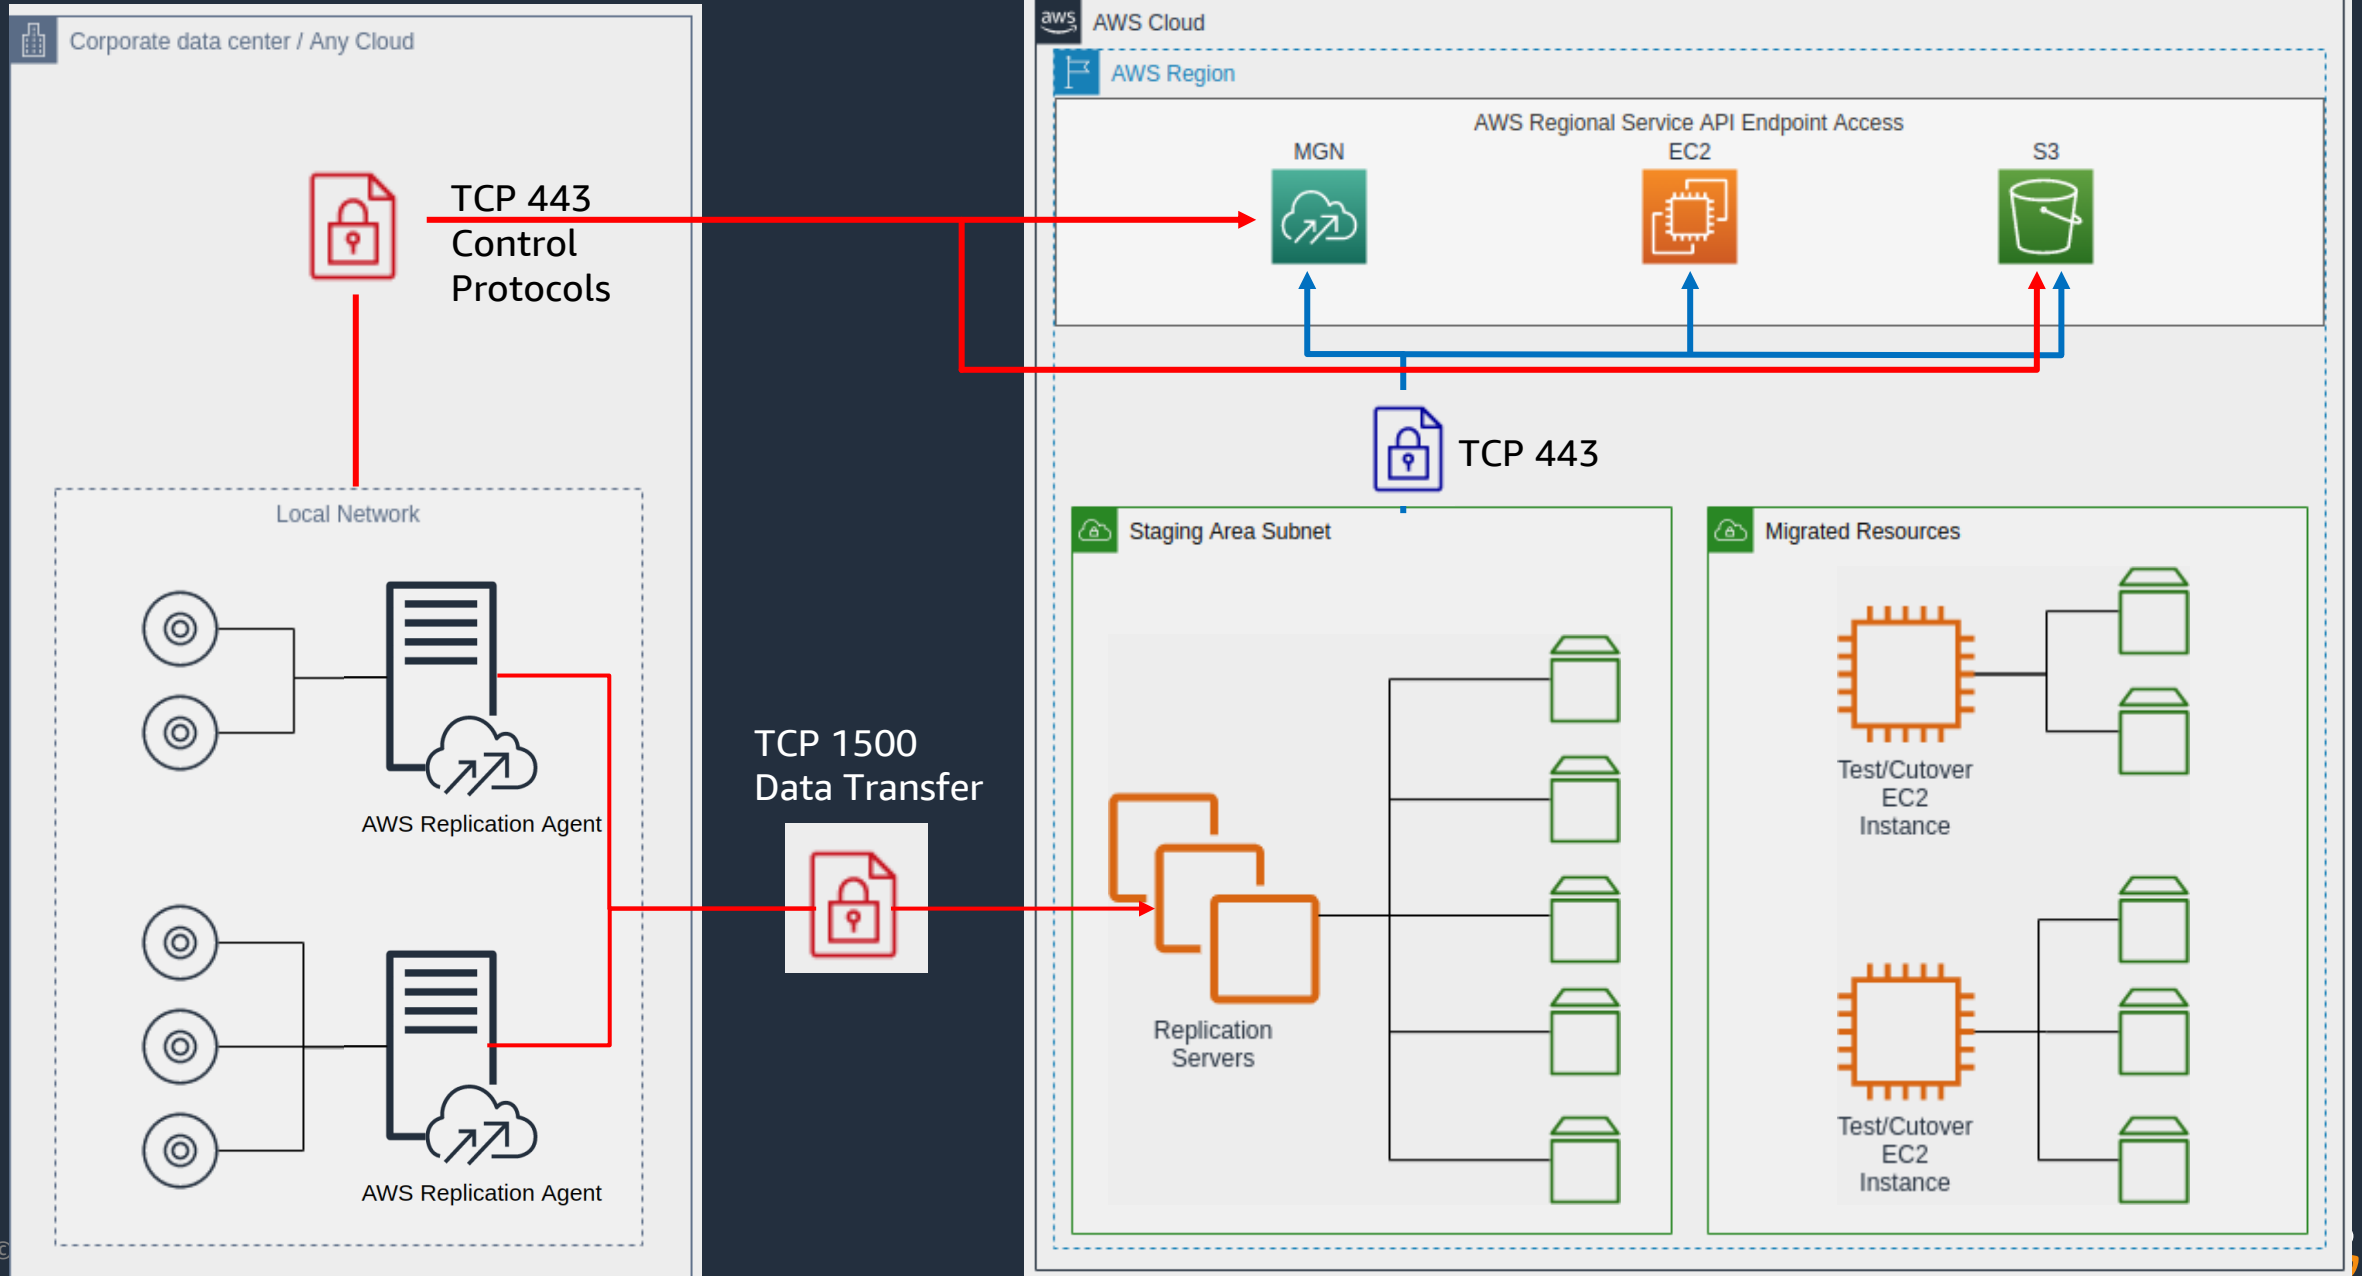 Corporate data center / Any Cloud
TCP 443
Control
Protocols
Local Network
AWS Replication Agent
AWS Replication Agent
TCP 1500
Data Transfer
aws
AWS Cloud
AWS Region
AWS Regional Service API Endpoint Access
MGN
EC2
S3
TCP 443
Staging Area Subnet
Replication
Servers
Migrated Resources
Test/Cutover
EC2
Instance
Test/Cutover
EC2
Instance